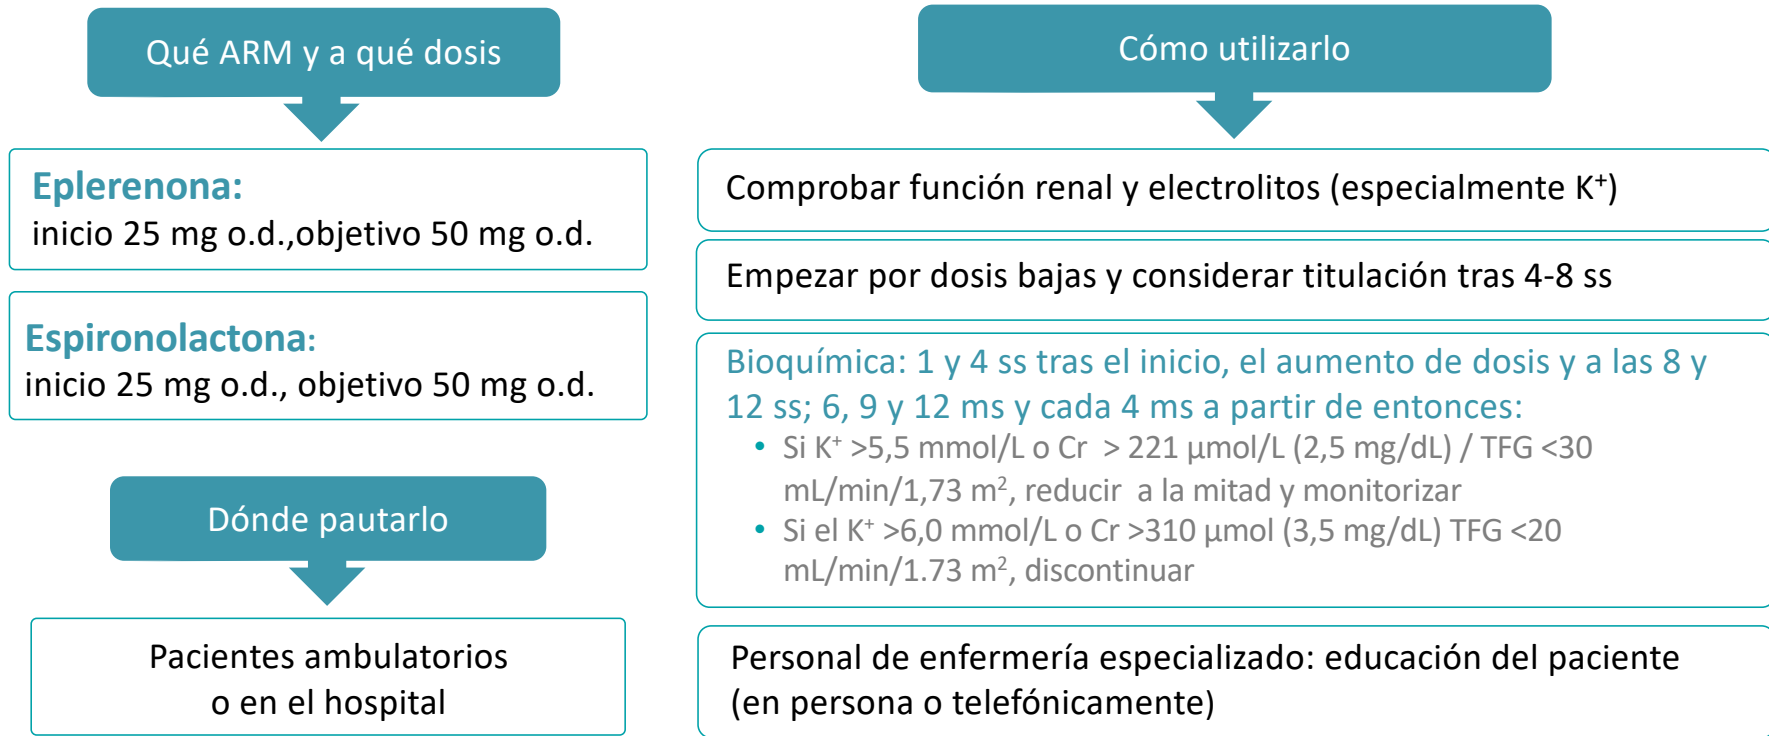 Qué ARM y a qué dosis
Eplerenona:
inicio 25 mg o.d.,objetivo 50 mg o.d.
Espironolactona:
inicio 25 mg o.d., objetivo 50 mg o.d.
Dónde pautarlo
Pacientes ambulatorios
o en el hospital
Cómo utilizarlo
Comprobar función renal y electrolitos (especialmente K⁺)
Empezar por dosis bajas y considerar titulación tras 4-8 ss
Bioquímica: 1 y 4 ss tras el inicio, el aumento de dosis y a las 8 y
12 ss; 6, 9 y 12 ms y cada 4 ms a partir de entonces:
• Si K⁺ >5,5 mmol/L o Cr > 221 µmol/L (2,5 mg/dL) / TFG <30
mL/min/1,73 m², reducir a la mitad y monitorizar
• Si el K⁺ >6,0 mmol/L o Cr >310 µmol (3,5 mg/dL) TFG <20
mL/min/1.73 m², discontinuar
Personal de enfermería especializado: educación del paciente
(en persona o telefónicamente)